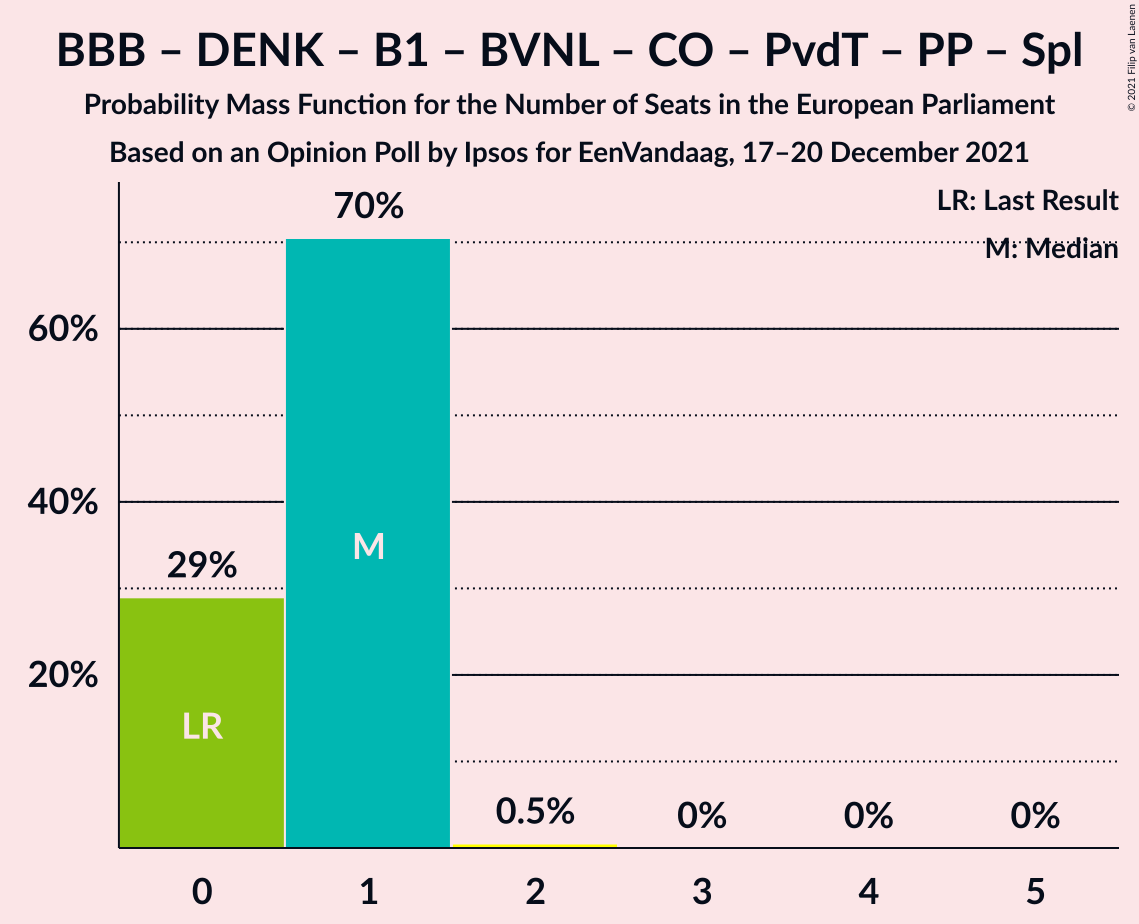 BBB – DENK – B1 – BVNL – CO – PvdT – PP – Spl
Probability Mass Function for the Number of Seats in the European Parliament
Based on an Opinion Poll by Ipsos for EenVandaag, 17–20 December 2021
© 2021 Filip van Laenen
LR: Last Result
M: Median
70%
60%
40%
29%
20%
M
LR
0.5%
0%
0%
0%
0 1 2 3 4 5